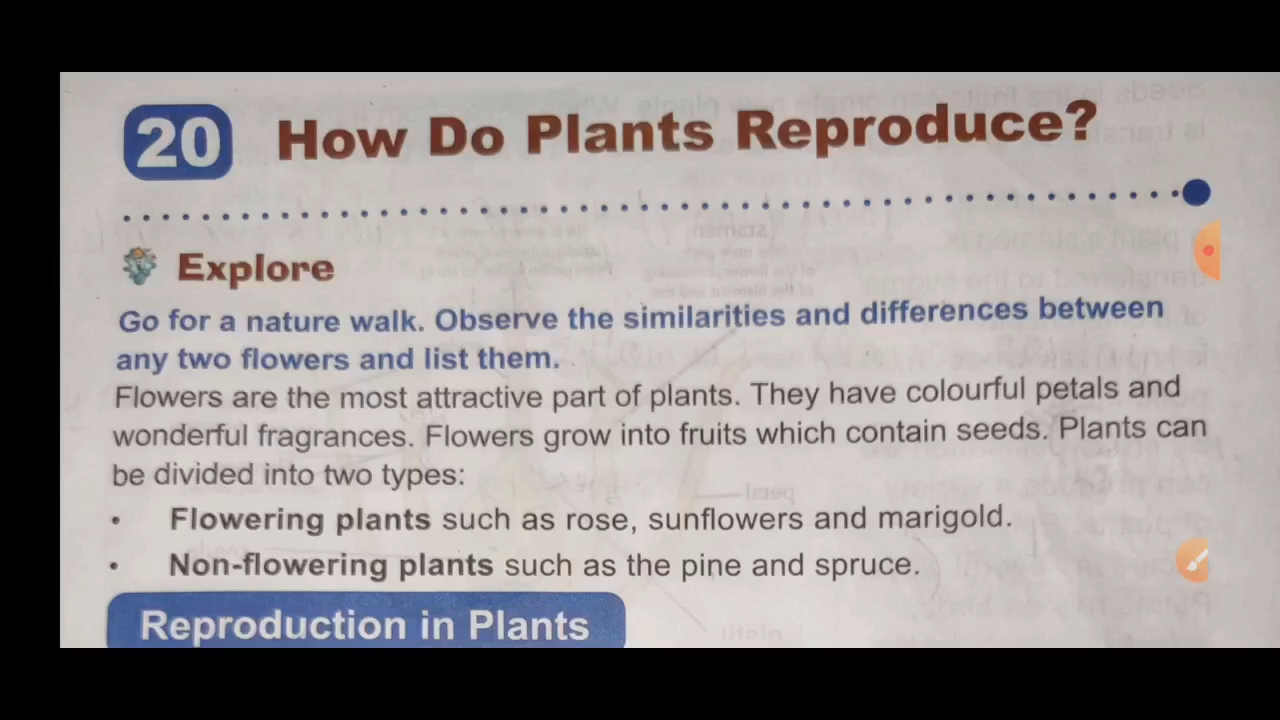 20 How Do Plants Reproduce?
Explore
Go for a nature walk. Observe the similarities and differences between
any two flowers and list them.
Flowers are the most attractive part of plants. They have colourful petals and
wonderful fragrances. Flowers grow into fruits which contain seeds. Plants can
be divided into two types:
• Flowering plants such as rose, sunflowers and marigold.
• Non-flowering plants such as the pine and spruce.
Reproduction in Plants